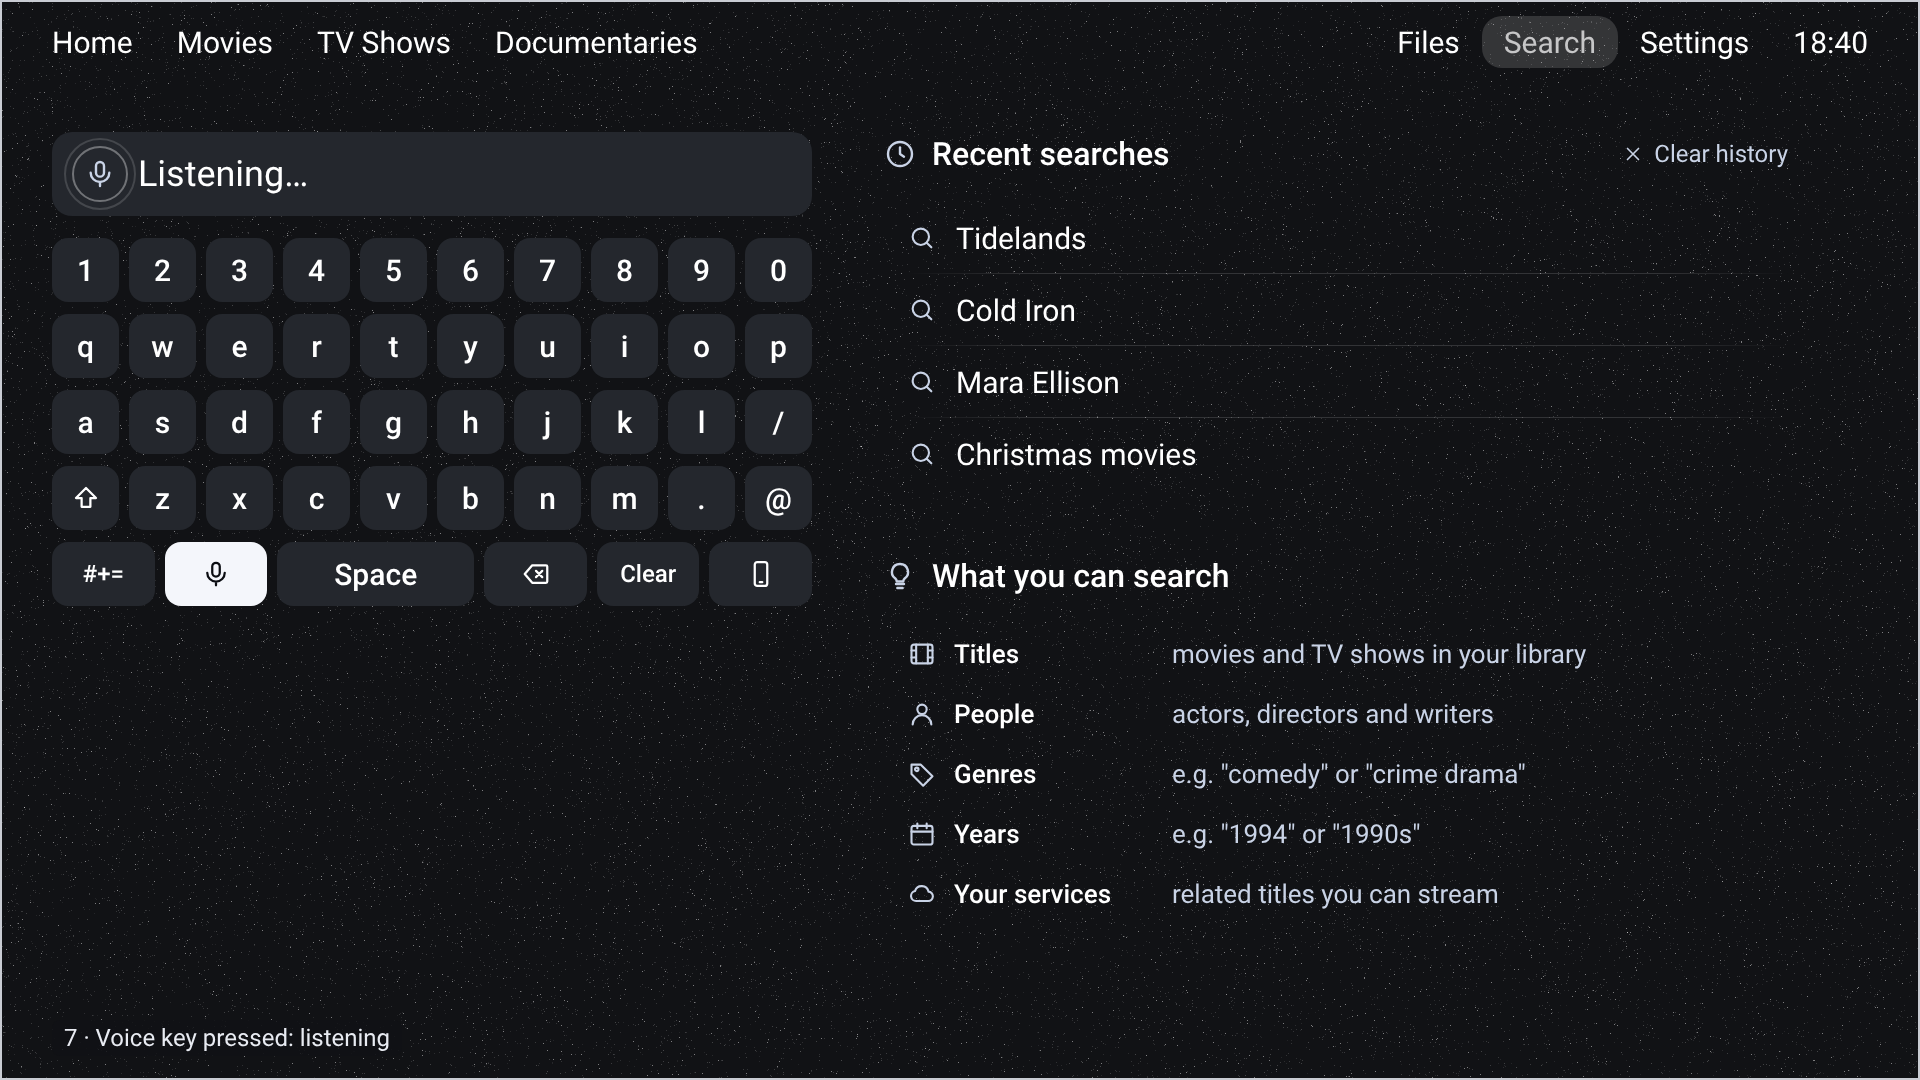 Home Movies TV Shows Documentaries Files Search Settings 18:40
Listening...
1 2 3 4 5 6 7 8 9 0
q w e r t y u i o p
a s d f g h j k l /
z x c v b n m . @
#+= Space Clear
Recent searches
Clear history
Tidelands
Cold Iron
Mara Ellison
Christmas movies
What you can search
Titles movies and TV shows in your library
People actors, directors and writers
Genres e.g. "comedy" or "crime drama"
Years e.g. "1994" or "1990s"
Your services related titles you can stream
7 · Voice key pressed: listening